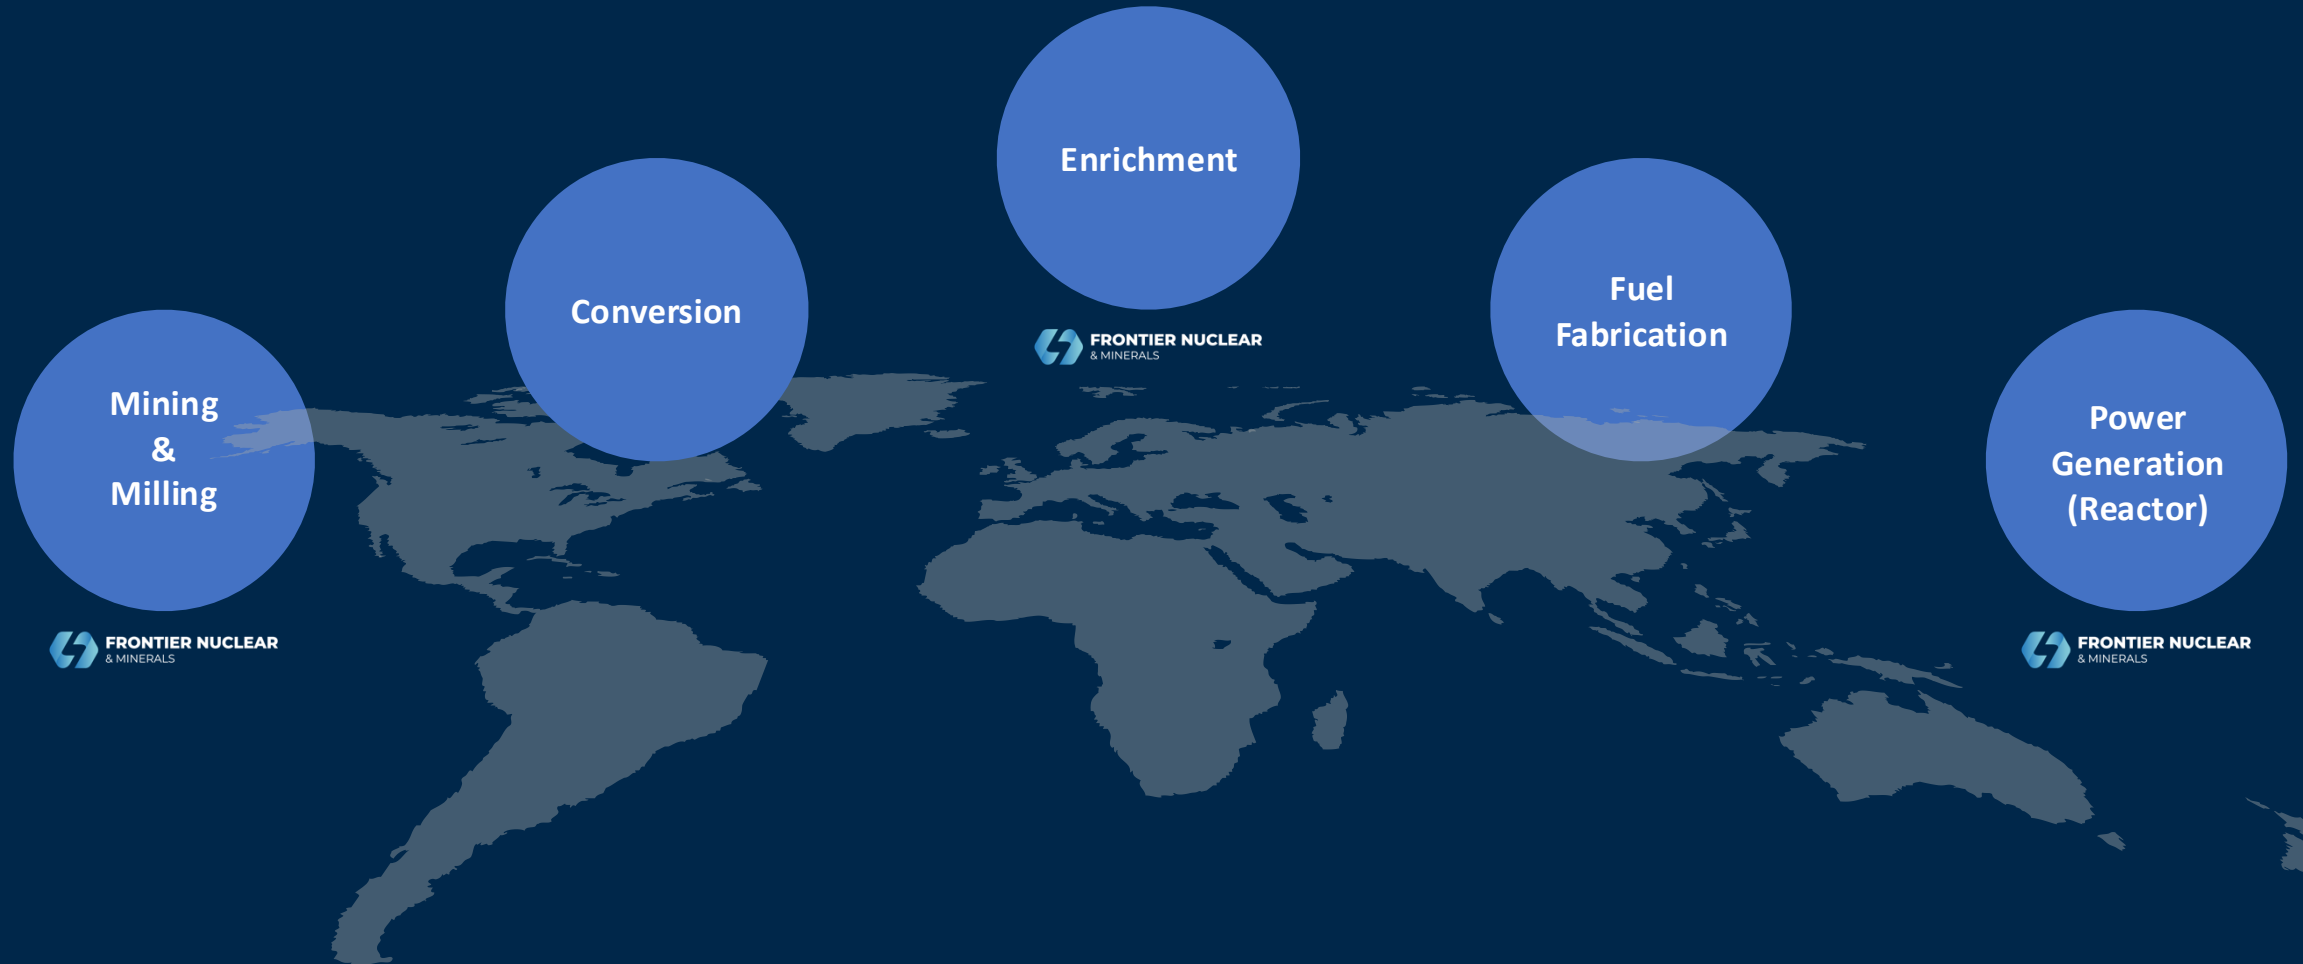 Mining
&
Milling
FRONTIER NUCLEAR
& MINERALS
Conversion
Enrichment
FRONTIER NUCLEAR
& MINERALS
Fuel
Fabrication
Power
Generation
(Reactor)
FRONTIER NUCLEAR
& MINERALS